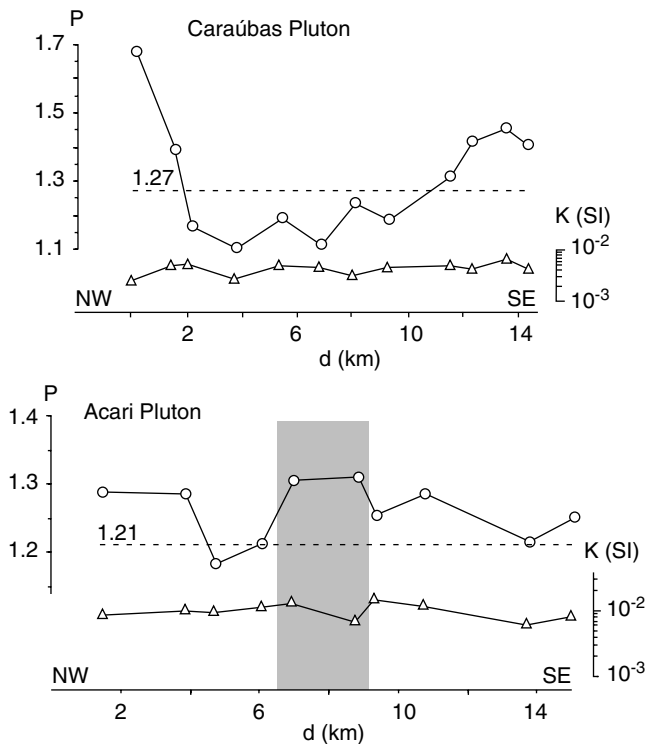 P
Caraúbas Pluton
1.7
1.5
1.3
1.27
1.1
K (SI)
10-2
10-3
NW SE
2 6 10 14
d (km)
P
1.4
Acari Pluton
1.3
1.21
1.2
K (SI)
10-2
10-3
NW SE
2 6 10 14
d (km)